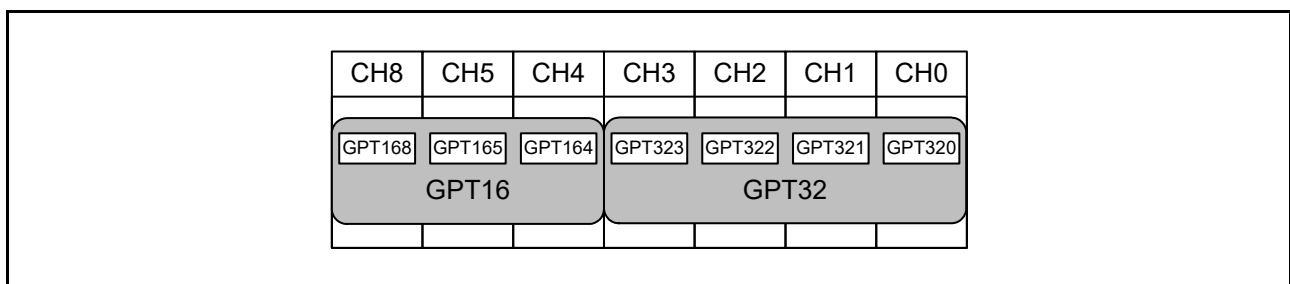 CH8 CH5 CH4 CH3 CH2 CH1 CH0
GPT168 GPT165 GPT164 GPT323 GPT322 GPT321 GPT320
GPT16 GPT32